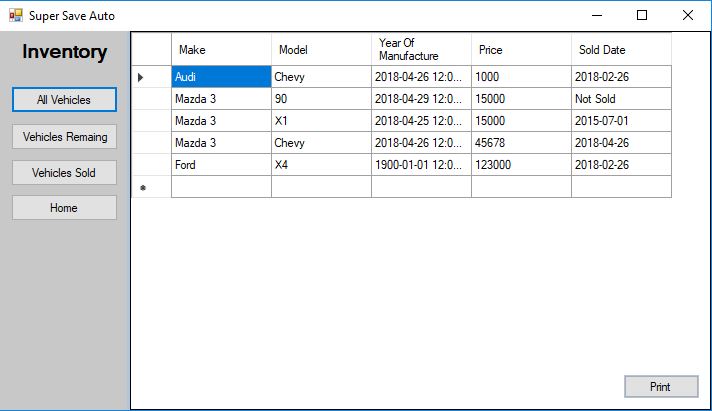 Super Save Auto
Inventory
All Vehicles
Vehicles Remaing
Vehicles Sold
Home
Make Model Year Of Manufacture Price Sold Date
Audi Chevy 2018-04-26 12:0... 1000 2018-02-26
Mazda 3 90 2018-04-29 12:0... 15000 Not Sold
Mazda 3 X1 2018-04-25 12:0... 15000 2015-07-01
Mazda 3 Chevy 2018-04-26 12:0... 45678 2018-04-26
Ford X4 1900-01-01 12:0... 123000 2018-02-26
Print